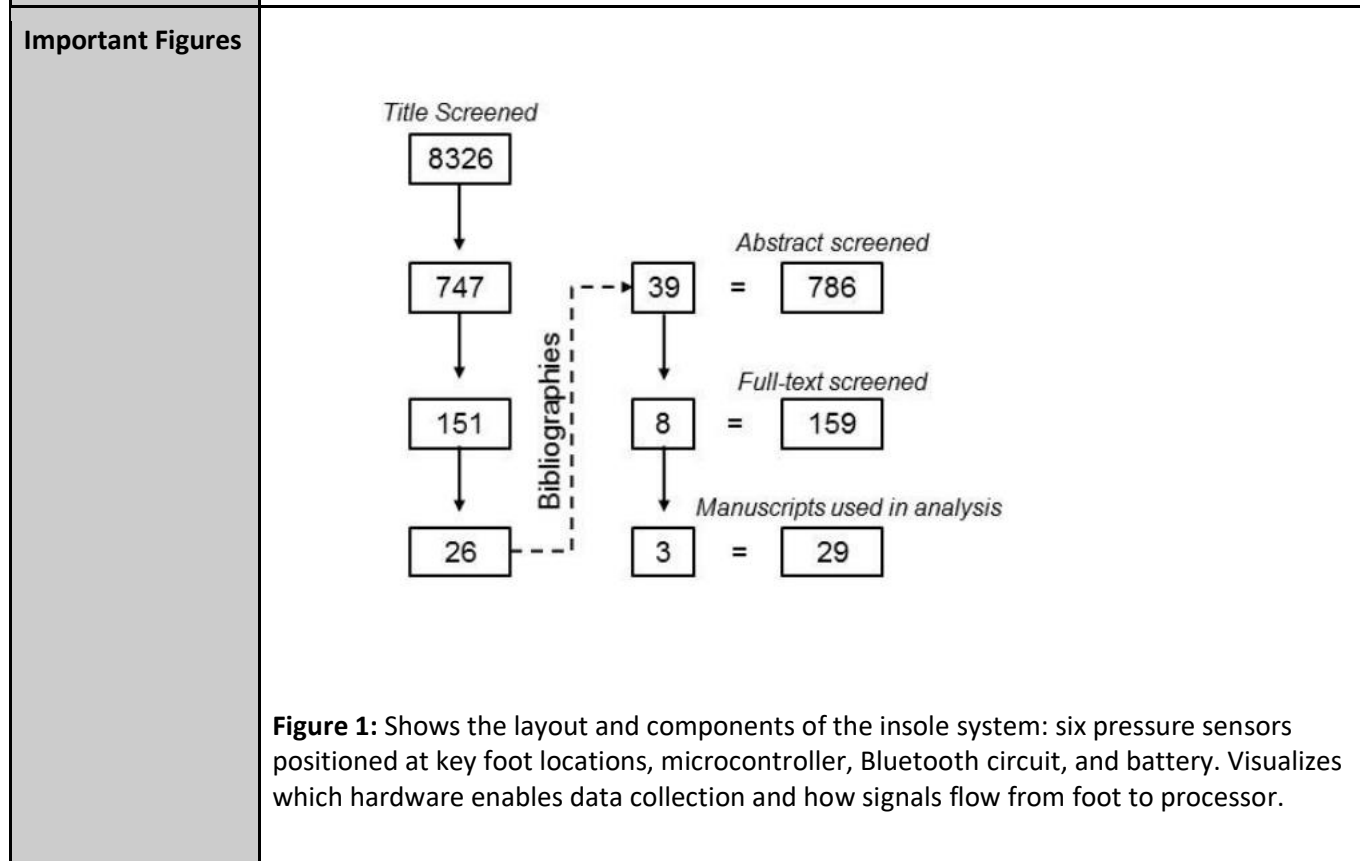 Important Figures
Title Screened
8326
Abstract screened
747
39 = 786
Bibliographies
Full-text screened
151
8 = 159
Manuscripts used in analysis
26
3 = 29
Figure 1: Shows the layout and components of the insole system: six pressure sensors
positioned at key foot locations, microcontroller, Bluetooth circuit, and battery. Visualizes
which hardware enables data collection and how signals flow from foot to processor.